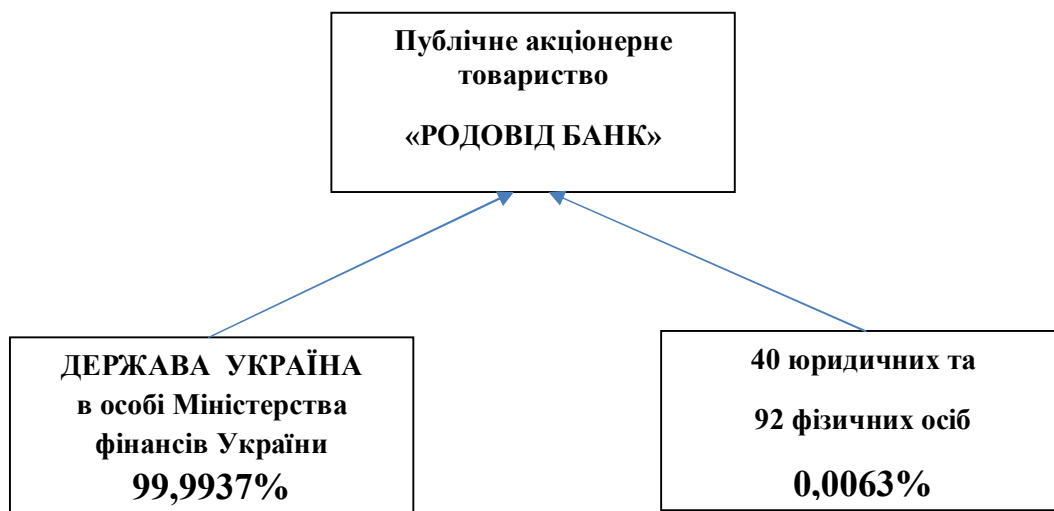 Публічне акціонерне
товариство
«РОДОВІД БАНК»
ДЕРЖАВА УКРАЇНА
в особі Міністерства
фінансів України
99,9937%
40 юридичних та
92 фізичних осіб
0,0063%